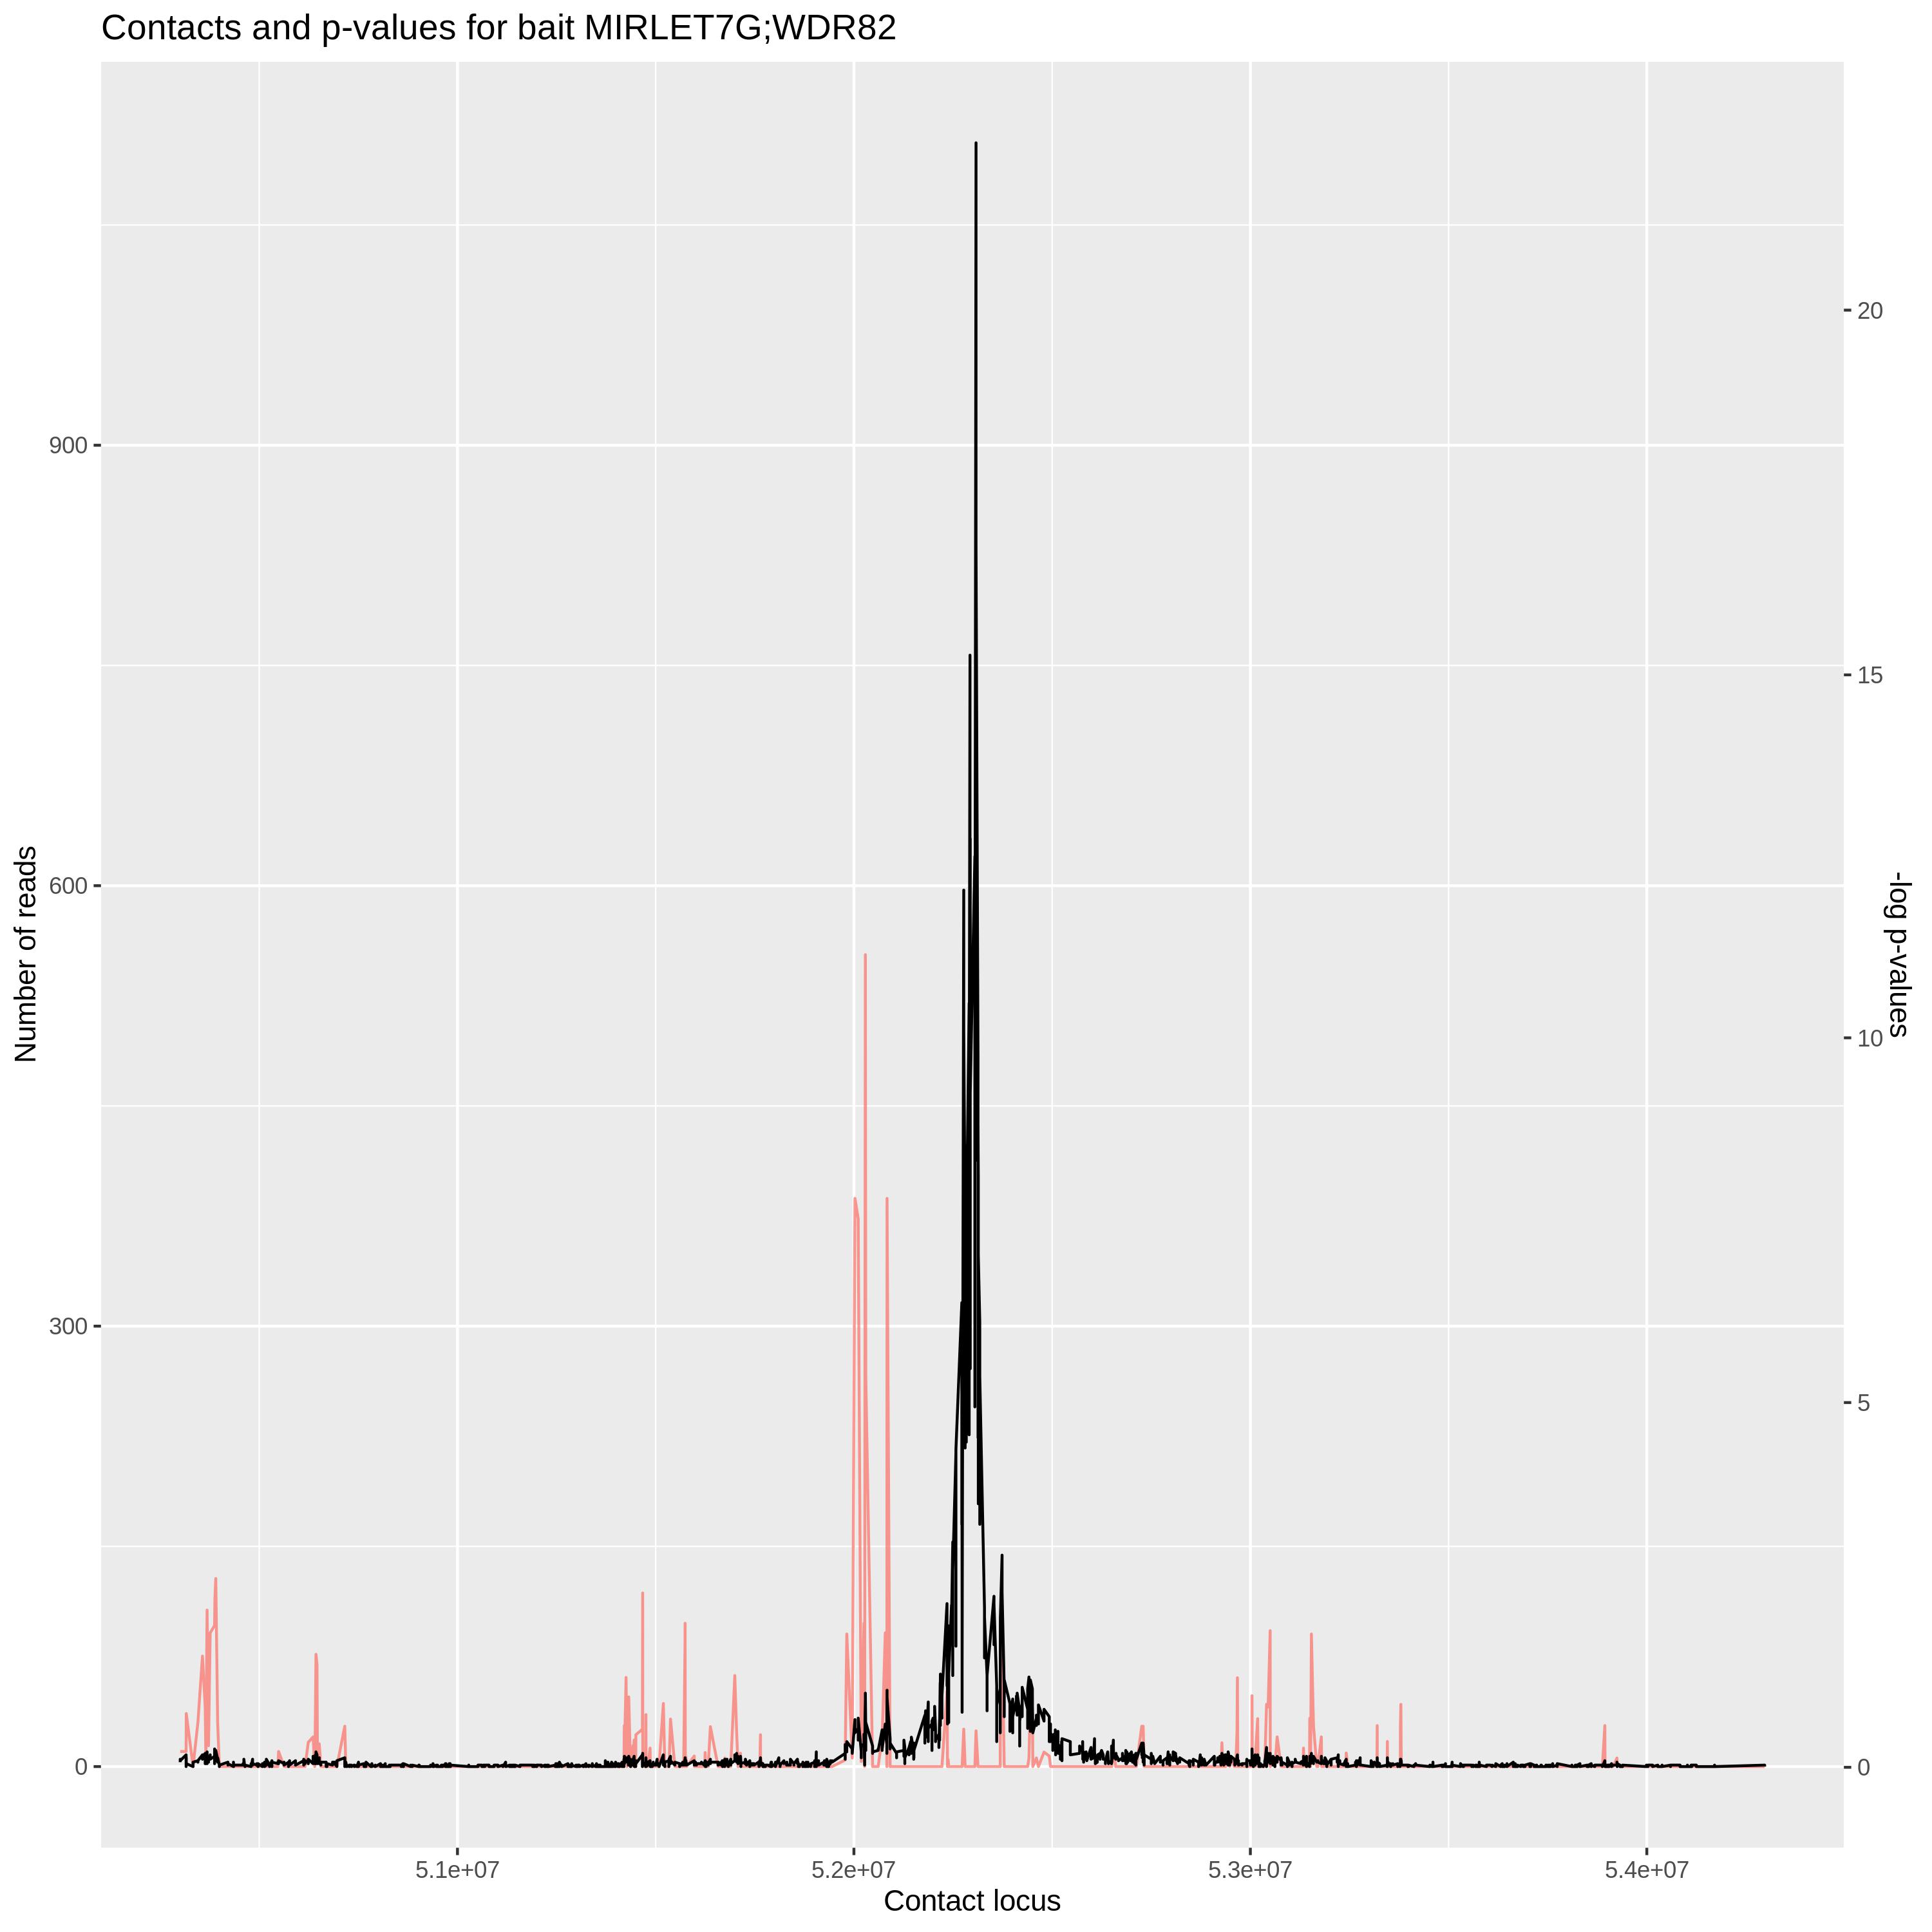 Contacts and p-values for bait MIRLET7G;WDR82
Number of reads
900
600
300
0
20
15
10
5
0
-log p-values
5.1e+07
5.2e+07
5.3e+07
5.4e+07
Contact locus